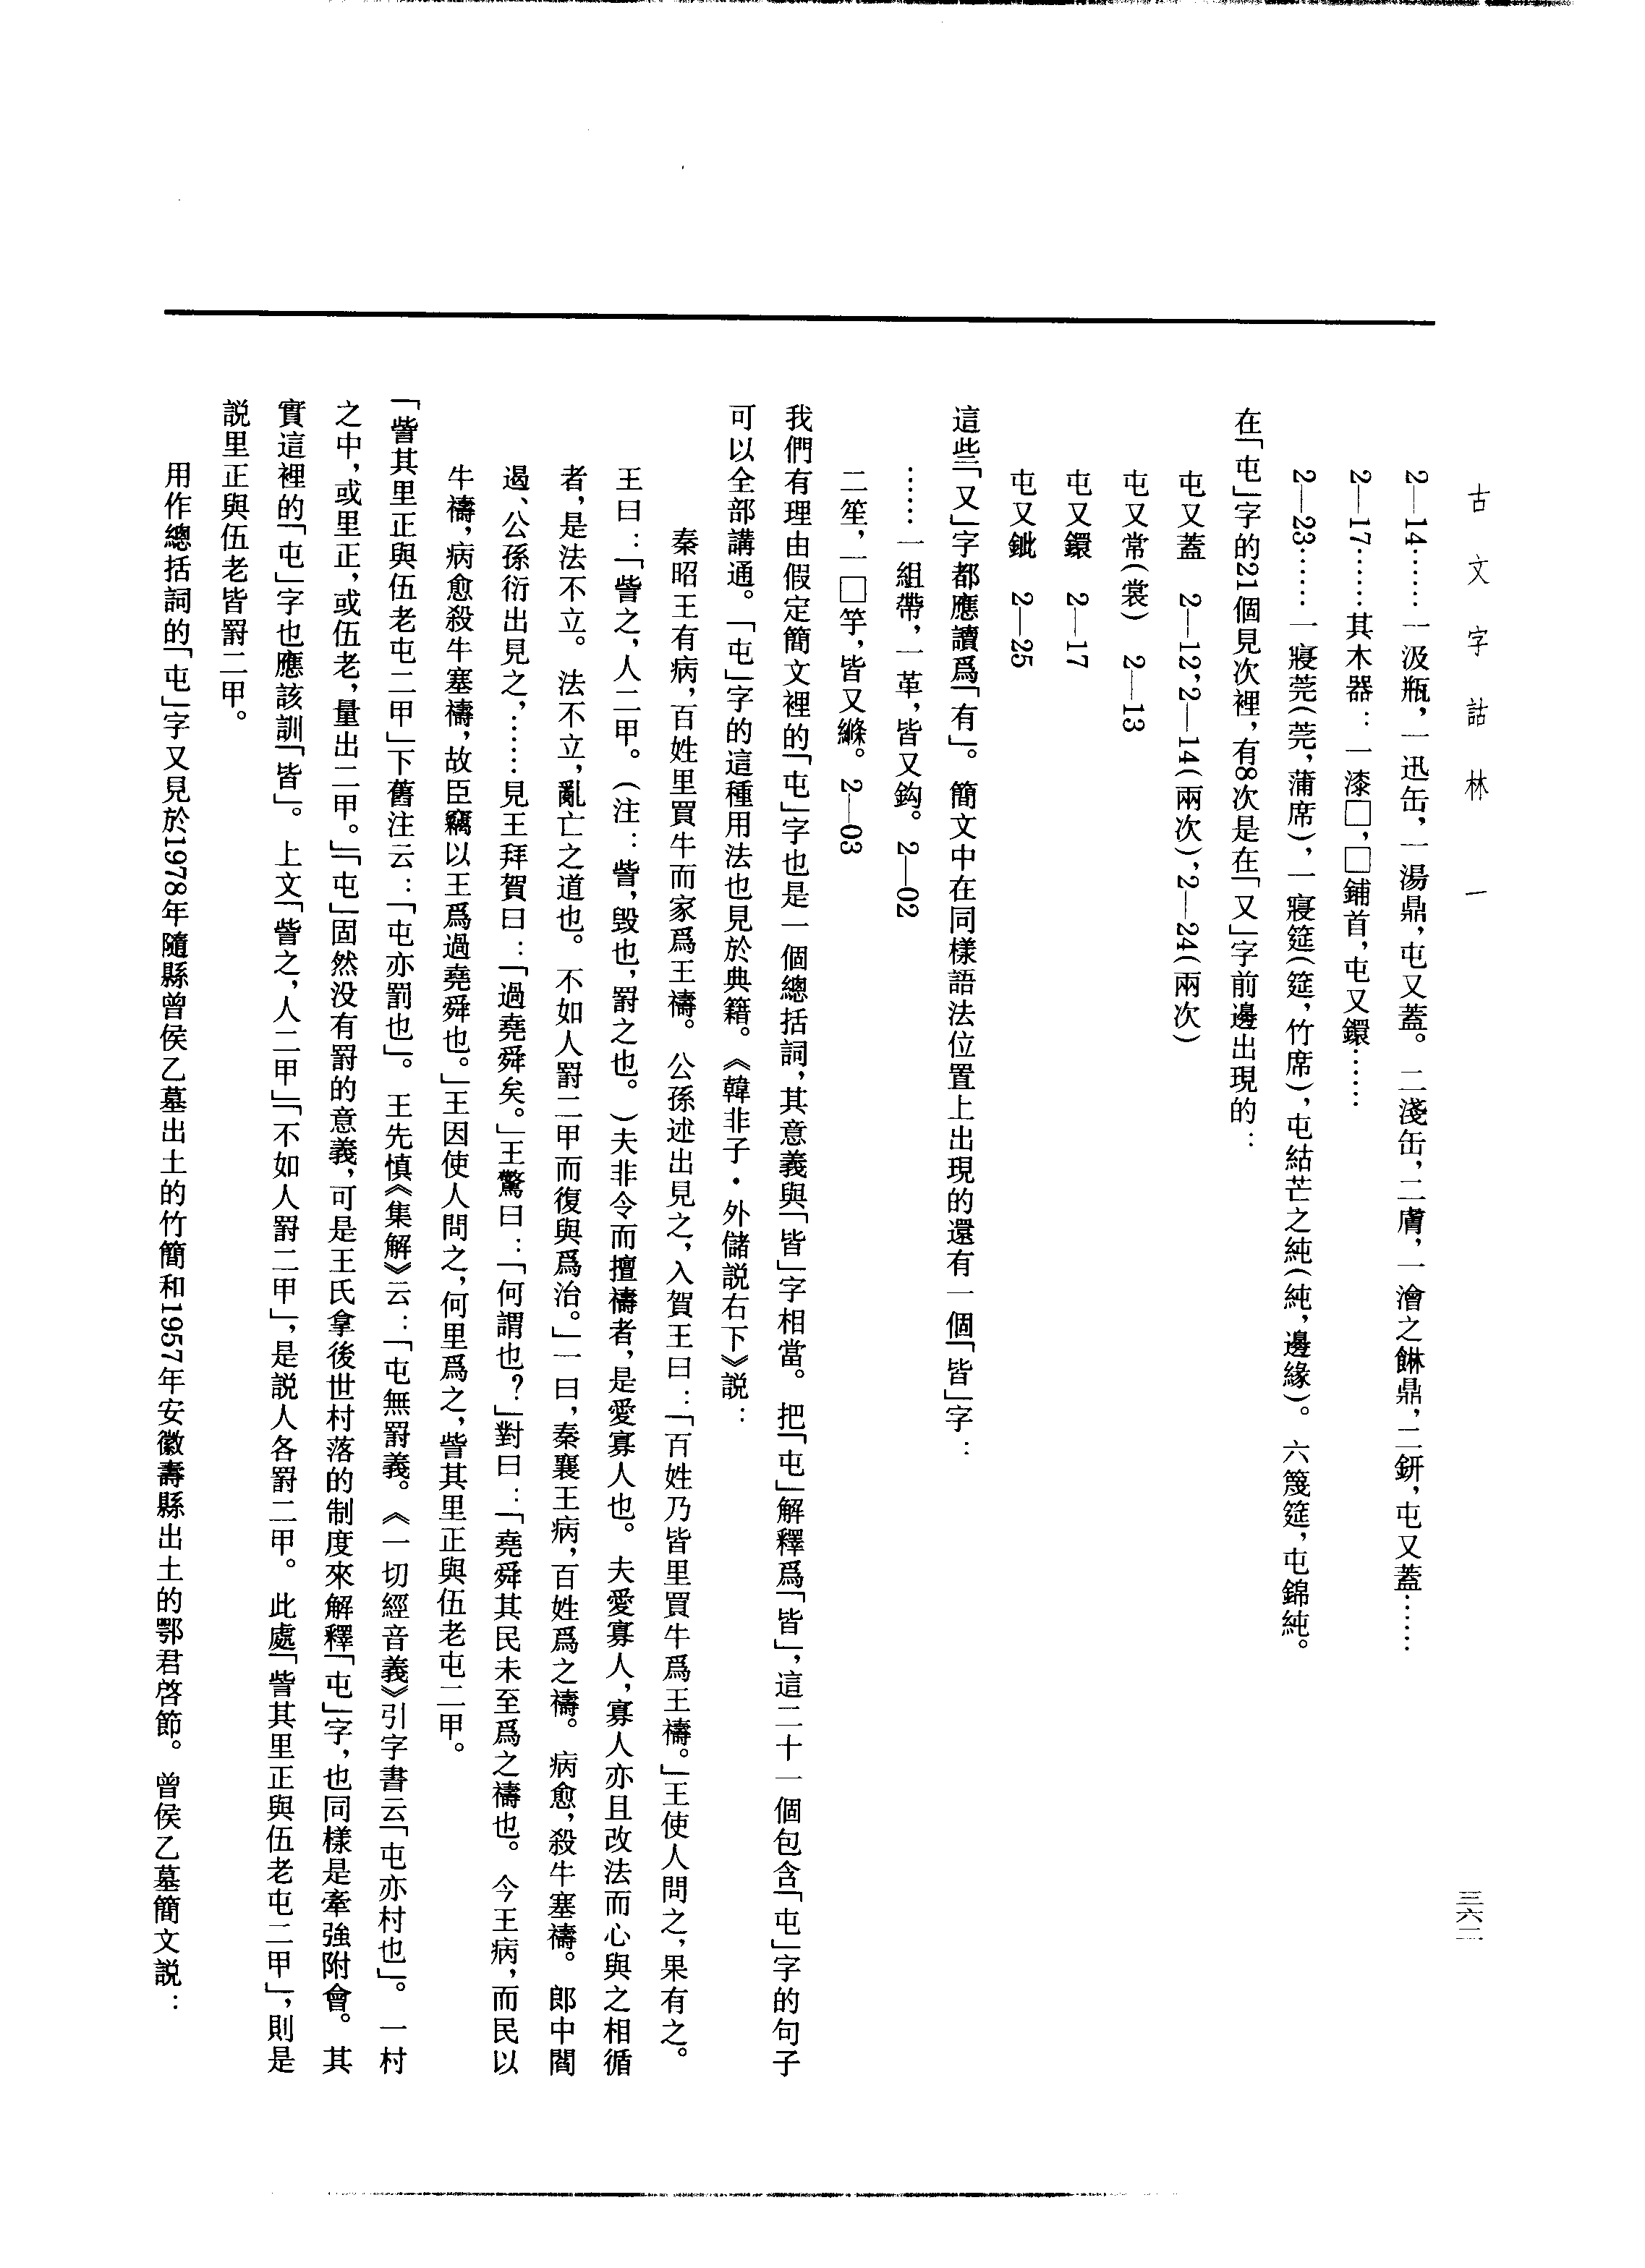 古文字詁林 一
三六二
2—14……一汲瓶，一迅缶，一湯鼎，屯又蓋。二淺缶，二膚，一澮之𩱧鼎，二鈃，屯又蓋……
2—17……其木器：一漆□，□鋪首，屯又鐶……
2—23……一寢莞（莞，蒲席），一寢筵（筵，竹席），屯結芒之純（純，邊緣）。六篾筵，屯錦純。
在「屯」字的21個見次裡，有8次是在「又」字前邊出現的：
屯又蓋 2—12，2—14（兩次），2—24（兩次）
屯又常（裳） 2—13
屯又鐶 2—17
屯又鈚 2—25
這些「又」字都應讀爲「有」。簡文中在同樣語法位置上出現的還有一個「皆」字：
……一組帶，一革，皆又鈎。2—02
二笙，一□竽，皆又縧。2—03
我們有理由假定簡文裡的「屯」字也是一個總括詞，其意義與「皆」字相當。把「屯」解釋爲「皆」，這二十一個包含「屯」字的句子
可以全部講通。「屯」字的這種用法也見於典籍。《韓非子·外儲説右下》説：
秦昭王有病，百姓里買牛而家爲王禱。公孫述出見之，入賀王曰：「百姓乃皆里買牛爲王禱。」王使人問之，果有之。
王曰：「訾之，人二甲。（注：訾，毁也，罸之也。）夫非令而擅禱者，是愛寡人也。夫愛寡人，寡人亦且改法而心與之相循
者，是法不立。法不立，亂亡之道也。不如人罸二甲而復與爲治。」一曰，秦襄王病，百姓爲之禱。病愈，殺牛塞禱。郎中閻
遏、公孫衍出見之，……見王拜賀曰：「過堯舜矣。」王驚曰：「何謂也？」對曰：「堯舜其民未至爲之禱也。今王病，而民以
牛禱，病愈殺牛塞禱，故臣竊以王爲過堯舜也。」王因使人問之，何里爲之，訾其里正與伍老屯二甲。
「訾其里正與伍老屯二甲」下舊注云：「屯亦罰也」。王先慎《集解》云：「屯無罸義。《一切經音義》引字書云「屯亦村也」。一村
之中，或里正，或伍老，量出二甲。」「屯」固然没有罸的意義，可是王氏拿後世村落的制度來解釋「屯」字，也同樣是牽強附會。其
實這裡的「屯」字也應該訓「皆」。上文「訾之，人二甲」「不如人罸二甲」，是説人各罸二甲。此處「訾其里正與伍老屯二甲」，則是
説里正與伍老皆罸二甲。
用作總括詞的「屯」字又見於1978年隨縣曾侯乙墓出土的竹簡和1957年安徽壽縣出土的鄂君啓節。曾侯乙墓簡文説：